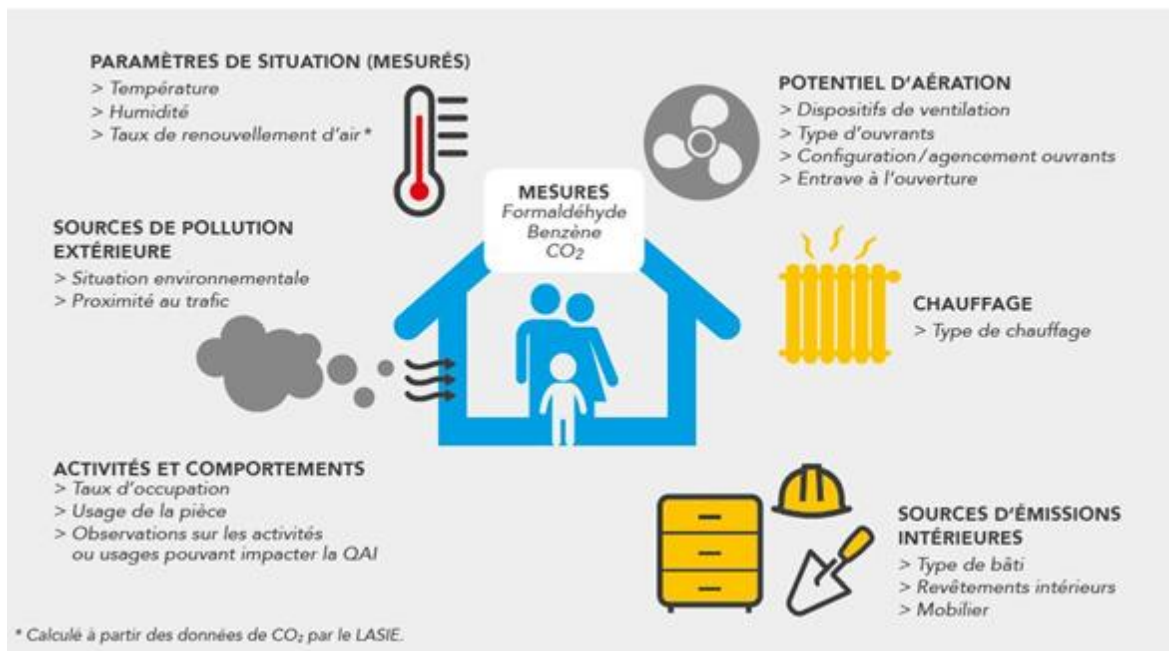 PARAMÈTRES DE SITUATION (MESURÉS)
> Température
> Humidité
> Taux de renouvellement d'air*
POTENTIEL D'AÉRATION
> Dispositifs de ventilation
> Type d'ouvrants
> Configuration/agencement ouvrants
> Entrave à l'ouverture
MESURES
Formaldéhyde
Benzène
CO₂
SOURCES DE POLLUTION
EXTÉRIEURE
> Situation environnementale
> Proximité au trafic
CHAUFFAGE
> Type de chauffage
ACTIVITÉS ET COMPORTEMENTS
> Taux d'occupation
> Usage de la pièce
> Observations sur les activités
ou usages pouvant impacter la QAI
SOURCES D'ÉMISSIONS
INTÉRIEURES
> Type de bâti
> Revêtements intérieurs
> Mobilier
* Calculé à partir des données de CO₂ par le LASIE.